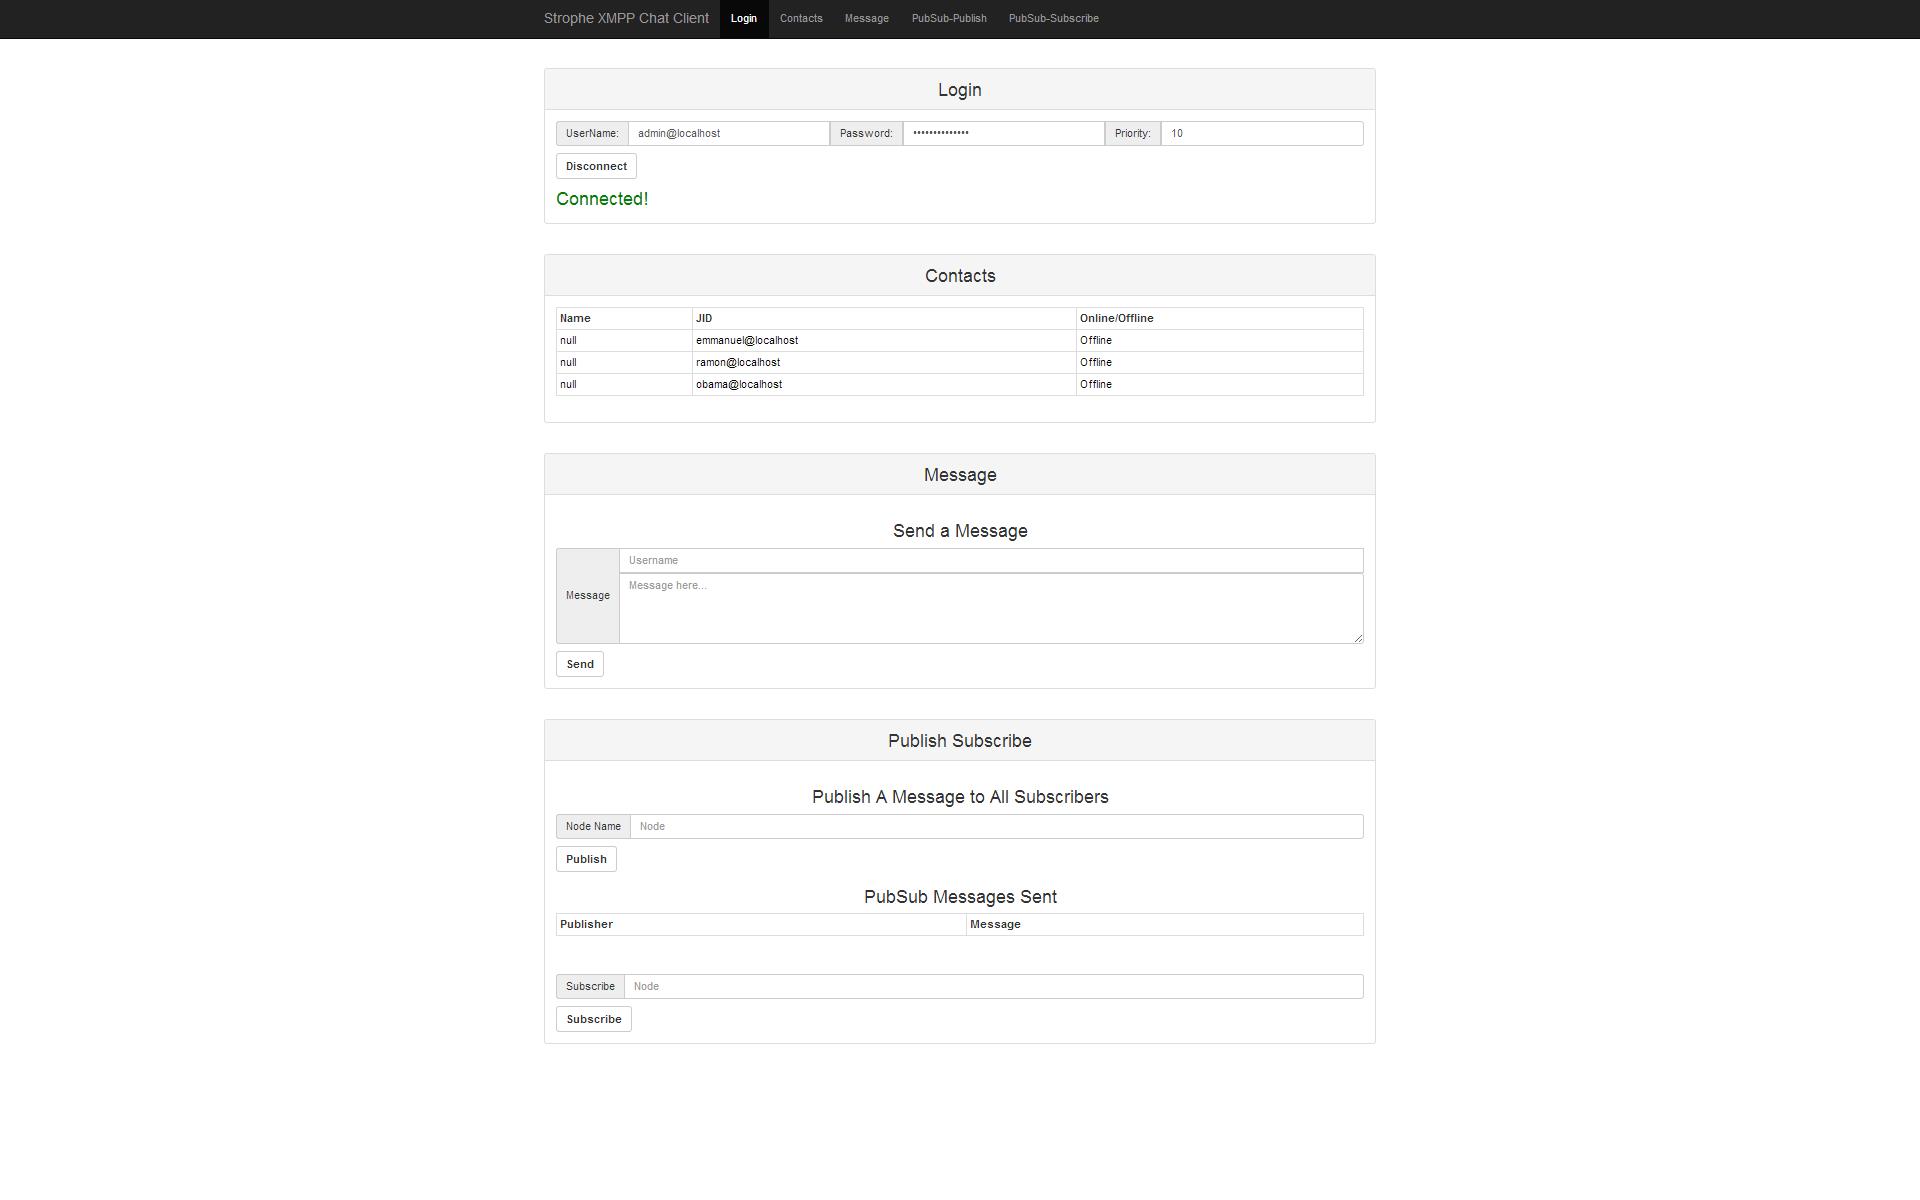 Strophe XMPP Chat Client Login Contacts Message PubSub-Publish PubSub-Subscribe
Login
UserName: admin@localhost Password: •••••••••••••• Priority: 10
Disconnect
Connected!
Contacts
Name JID Online/Offline
null emmanuel@localhost Offline
null ramon@localhost Offline
null obama@localhost Offline
Message
Send a Message
Username
Message Message here...
Send
Publish Subscribe
Publish A Message to All Subscribers
Node Name Node
Publish
PubSub Messages Sent
Publisher Message
Subscribe Node
Subscribe